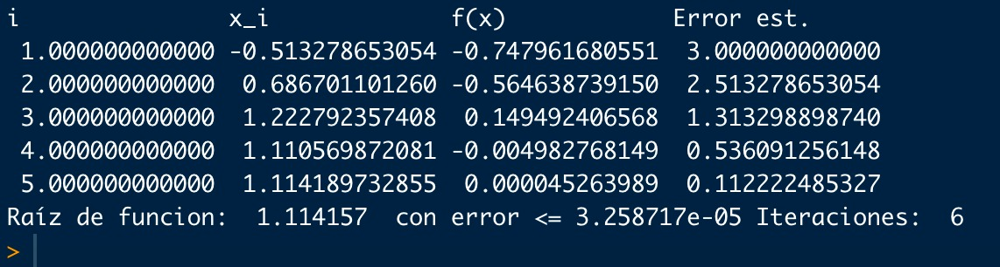 i x_i f(x) Error est.
1.000000000000 -0.513278653054 -0.747961680551 3.000000000000
2.000000000000 0.686701101260 -0.564638739150 2.513278653054
3.000000000000 1.222792357408 0.149492406568 1.313298898740
4.000000000000 1.110569872081 -0.004982768149 0.536091256148
5.000000000000 1.114189732855 0.000045263989 0.112222485327
Raíz de funcion: 1.114157 con error <= 3.258717e-05 Iteraciones: 6
>